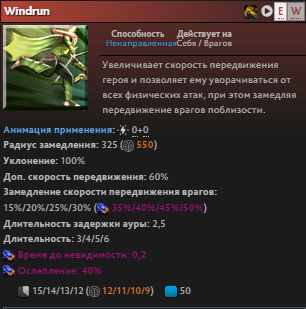 Windrun
E W
Способность
Ненаправленная
Действует на
Себя / Врагов
Увеличивает скорость передвижения
героя и позволяет ему уворачиваться от
всех физических атак, при этом замедляя
передвижение врагов поблизости.
Анимация применения: 0+0
Радиус замедления: 325 ( 550)
Уклонение: 100%
Доп. скорость передвижения: 60%
Замедление скорости передвижения врагов:
15%/20%/25%/30% ( 35%/40%/45%/50%)
Длительность задержки ауры: 2,5
Длительность: 3/4/5/6
Время до невидимости: 0,2
Ослепление: 40%
15/14/13/12 ( 12/11/10/9) 50